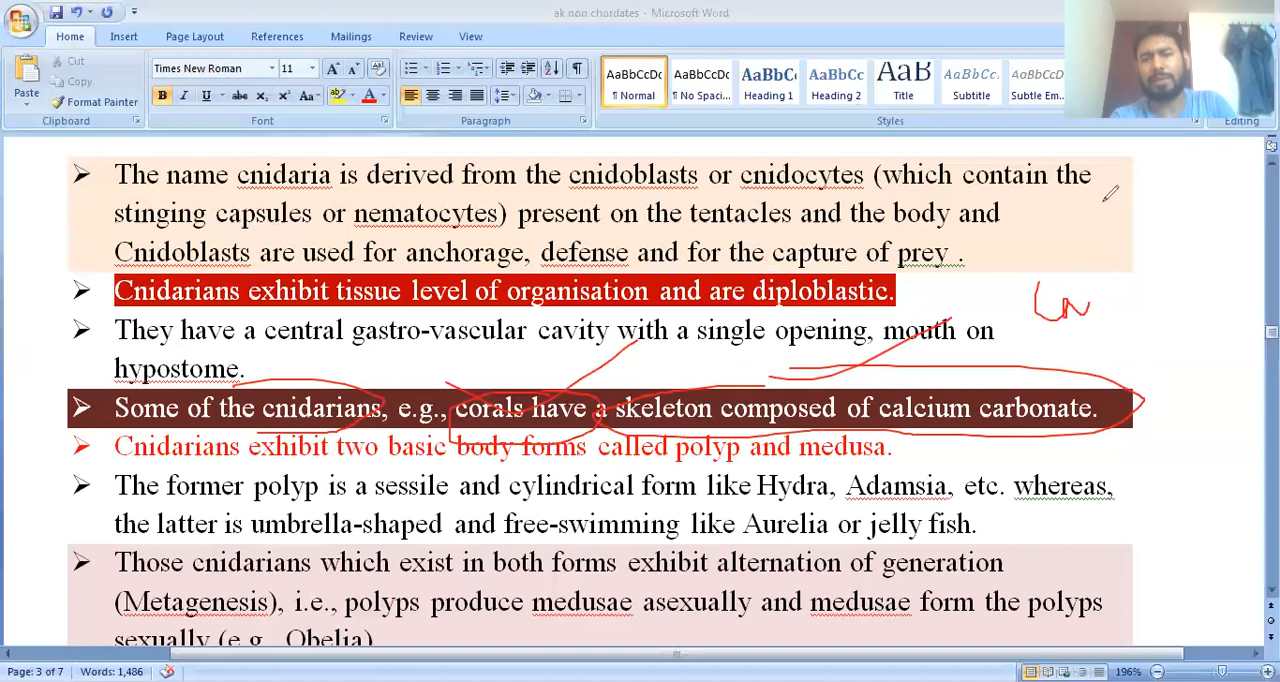 ak non chordates - Microsoft Word
Home Insert Page Layout References Mailings Review View
Cut
Copy
Format Painter
Paste
Clipboard
Times New Roman 11
Font
Paragraph
AaBbCcDc AaBbCcDc AaBbCc AaBbCc AaB AaBbCc. AaBbCcDc
¶ Normal ¶ No Spaci... Heading 1 Heading 2 Title Subtitle Subtle Em...
Styles
Editing
➢ The name cnidaria is derived from the cnidoblasts or cnidocytes (which contain the
stinging capsules or nematocytes) present on the tentacles and the body and
Cnidoblasts are used for anchorage, defense and for the capture of prey .
➢ Cnidarians exhibit tissue level of organisation and are diploblastic.
➢ They have a central gastro-vascular cavity with a single opening, mouth on
hypostome.
➢ Some of the cnidarians, e.g., corals have a skeleton composed of calcium carbonate.
➢ Cnidarians exhibit two basic body forms called polyp and medusa.
➢ The former polyp is a sessile and cylindrical form like Hydra, Adamsia, etc. whereas,
the latter is umbrella-shaped and free-swimming like Aurelia or jelly fish.
➢ Those cnidarians which exist in both forms exhibit alternation of generation
(Metagenesis), i.e., polyps produce medusae asexually and medusae form the polyps
sexually (e.g., Obelia)
Page: 3 of 7 Words: 1,486 196%